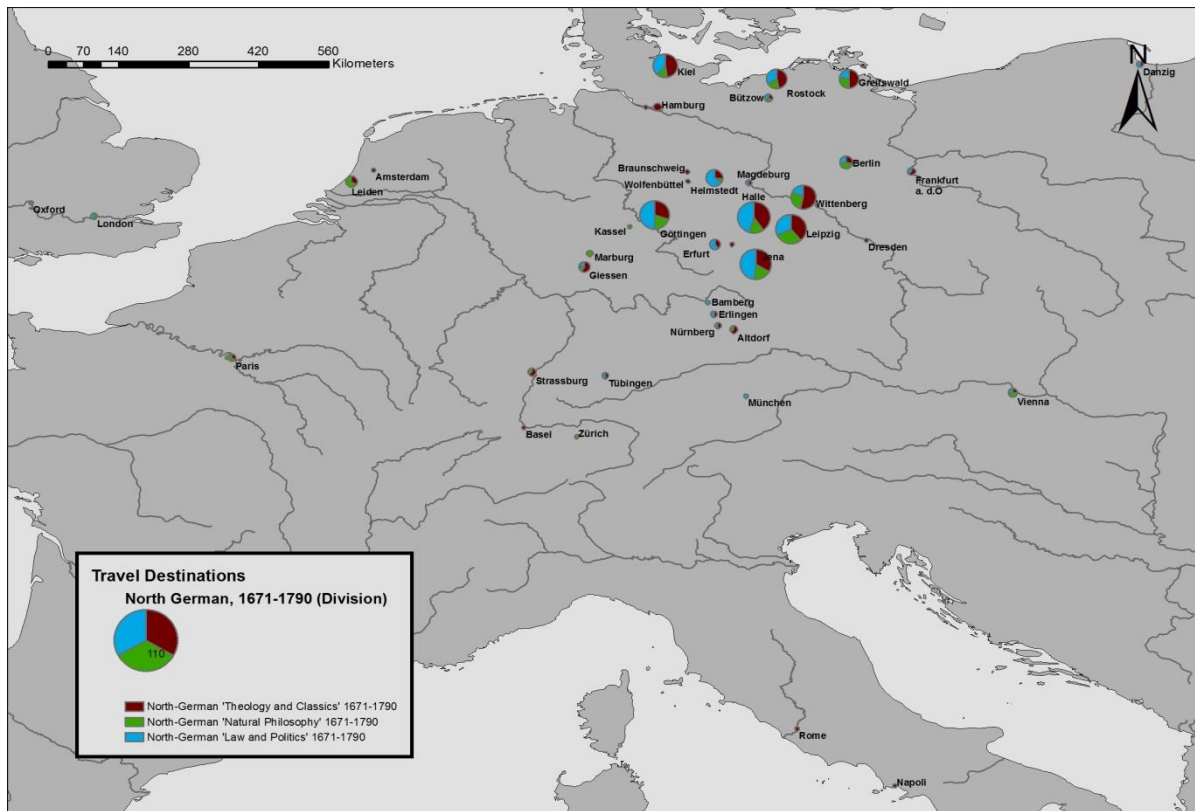 0 70 140 280 420 560
Kilometers
N
Danzig
Kiel
Rostock
Greifswald
Bützow
Hamburg
Berlin
Frankfurt
a. d.O
Amsterdam
Leiden
Braunschweig
Wolfenbüttel
Helmstedt
Magdeburg
Halle
Wittenberg
Oxford
London
Göttingen
Leipzig
Kassel
Dresden
Erfurt
Jena
Marburg
Giessen
Bamberg
Erlingen
Nürnberg
Altdorf
Paris
Strassburg
Tübingen
München
Vienna
Basel
Zürich
Travel Destinations
North German, 1671-1790 (Division)
110
North-German 'Theology and Classics' 1671-1790
North-German 'Natural Philosophy' 1671-1790
North-German 'Law and Politics' 1671-1790
Rome
Napoli